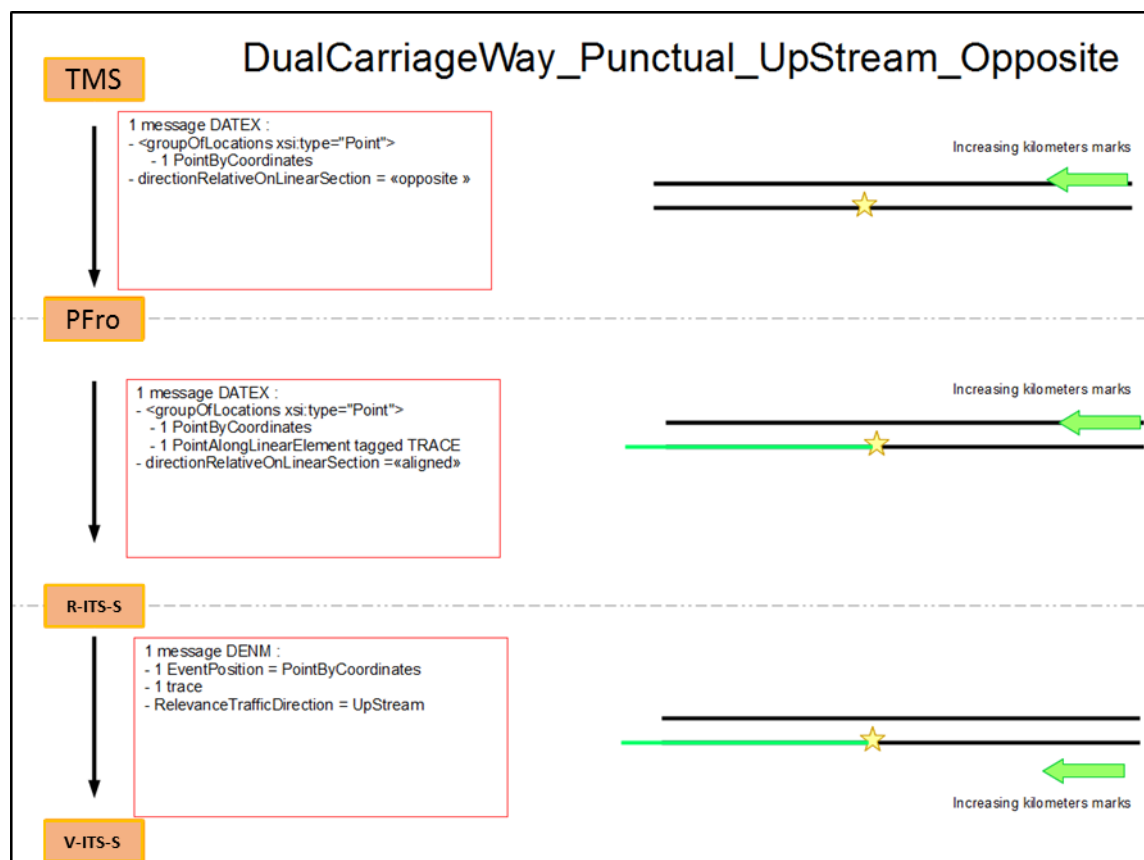 DualCarriageWay_Punctual_UpStream_Opposite
TMS
1 message DATEX :
- <groupOfLocations xsi:type="Point">
- 1 PointByCoordinates
- directionRelativeOnLinearSection = «opposite »
Increasing kilometers marks
PFro
1 message DATEX :
- <groupOfLocations xsi:type="Point">
- 1 PointByCoordinates
- 1 PointAlongLinearElement tagged TRACE
- directionRelativeOnLinearSection =«aligned»
Increasing kilometers marks
R-ITS-S
1 message DENM :
- 1 EventPosition = PointByCoordinates
- 1 trace
- RelevanceTrafficDirection = UpStream
Increasing kilometers marks
V-ITS-S